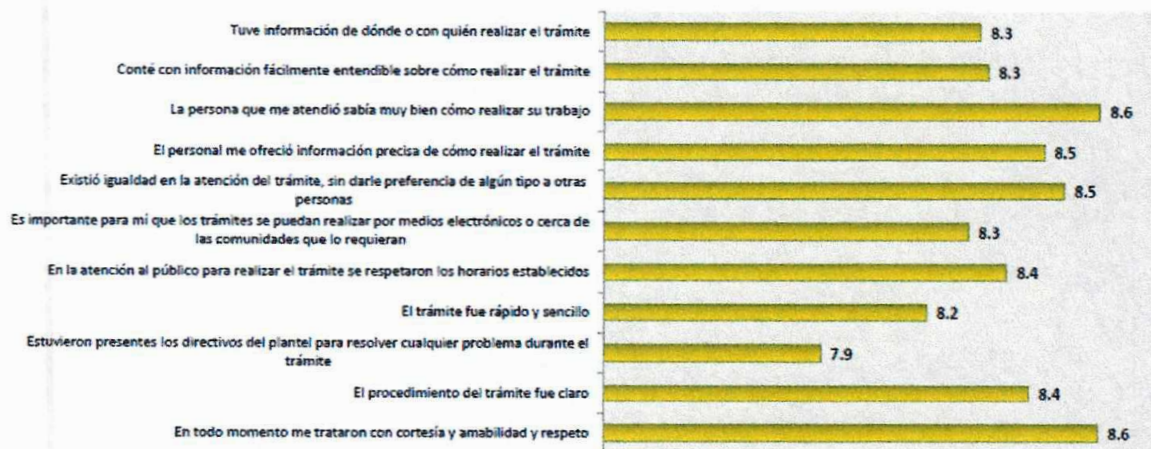 Tuve información de dónde o con quién realizar el trámite
8.3
Conté con información fácilmente entendible sobre cómo realizar el trámite
8.3
La persona que me atendió sabía muy bien cómo realizar su trabajo
8.6
El personal me ofreció información precisa de cómo realizar el trámite
8.5
Existió igualdad en la atención del trámite, sin darle preferencia de algún tipo a otras
personas
8.5
Es importante para mí que los trámites se puedan realizar por medios electrónicos o cerca de
las comunidades que lo requieran
8.3
En la atención al público para realizar el trámite se respetaron los horarios establecidos
8.4
El trámite fue rápido y sencillo
8.2
Estuvieron presentes los directivos del plantel para resolver cualquier problema durante el
trámite
7.9
El procedimiento del trámite fue claro
8.4
En todo momento me trataron con cortesía y amabilidad y respeto
8.6